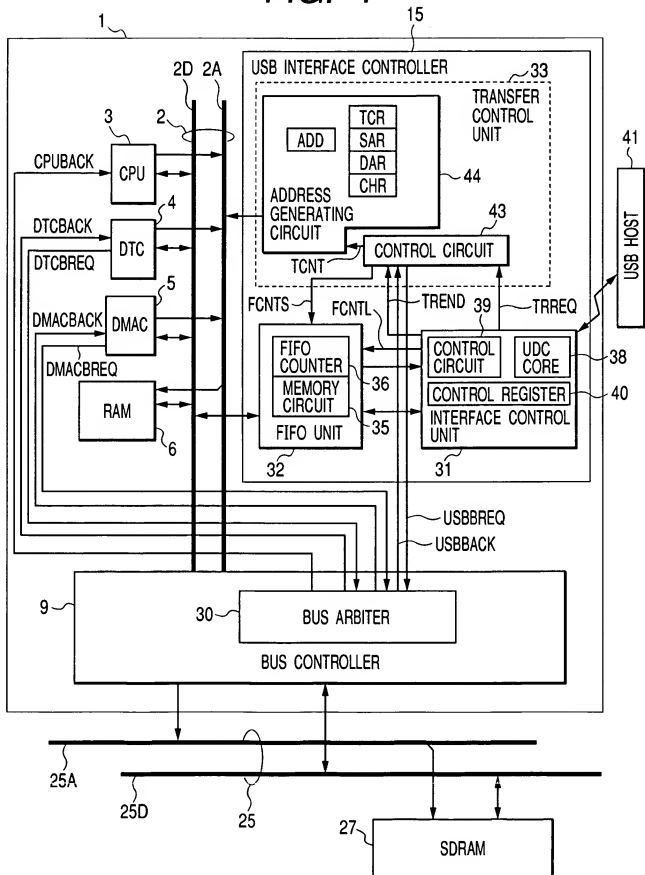 1
15
USB INTERFACE CONTROLLER
33
TRANSFER
CONTROL
UNIT
2D
2A
2
3
CPU
CPUBACK
4
DTC
DTCBACK
DTCBREQ
5
DMAC
DMACBACK
DMACBREQ
RAM
6
ADD
TCR
SAR
DAR
CHR
ADDRESS
GENERATING
CIRCUIT
44
43
CONTROL CIRCUIT
TCNT
41
USB HOST
FCNTS
FCNTL
TREND
TRREQ
39
FIFO
COUNTER
36
MEMORY
CIRCUIT
35
FIFO UNIT
32
CONTROL
CIRCUIT
UDC
CORE
38
CONTROL REGISTER
40
INTERFACE CONTROL
UNIT
31
USBBREQ
USBBACK
9
30
BUS ARBITER
BUS CONTROLLER
25A
25D
25
27
SDRAM